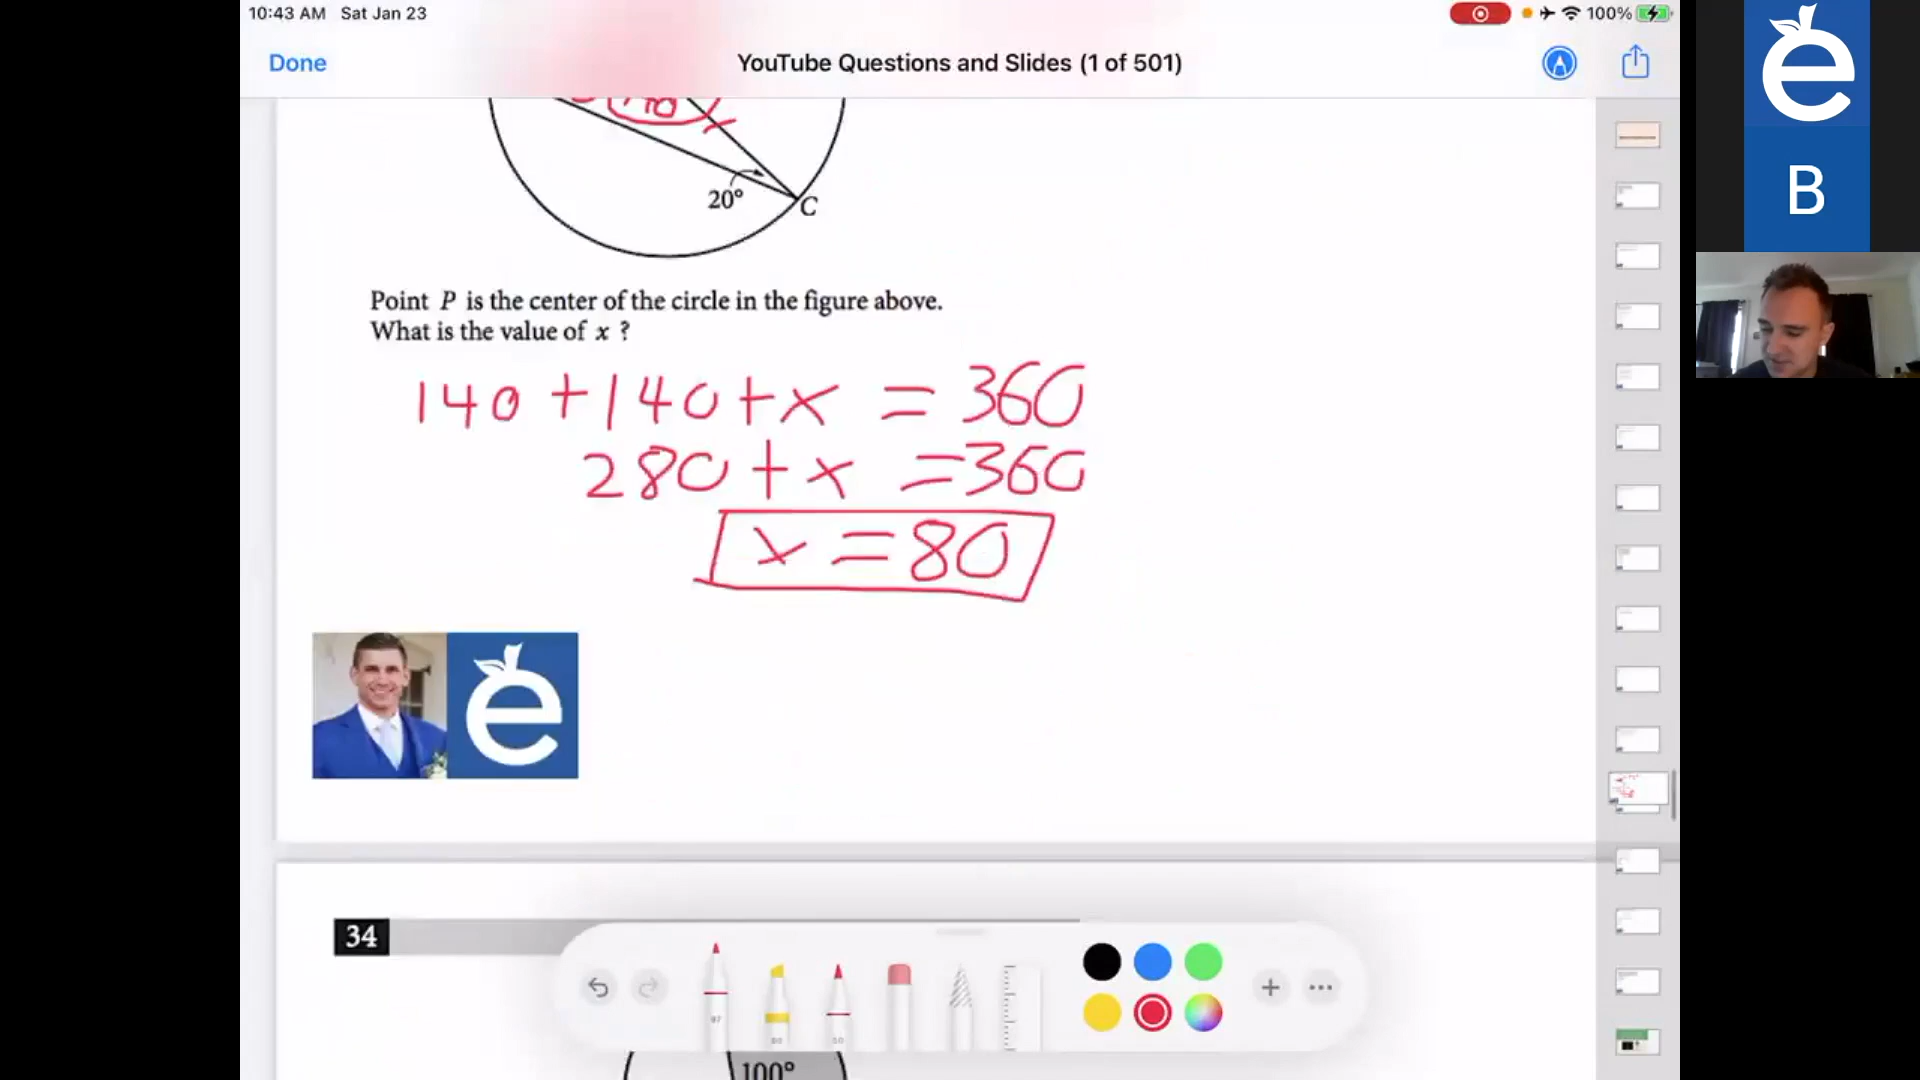 10:43 AM Sat Jan 23
100%
Done
YouTube Questions and Slides (1 of 501)
140
20°
C
Point P is the center of the circle in the figure above.
What is the value of x ?
140 + 140 + x = 360
280 + x = 360
x = 80
e
34
100°
e
B